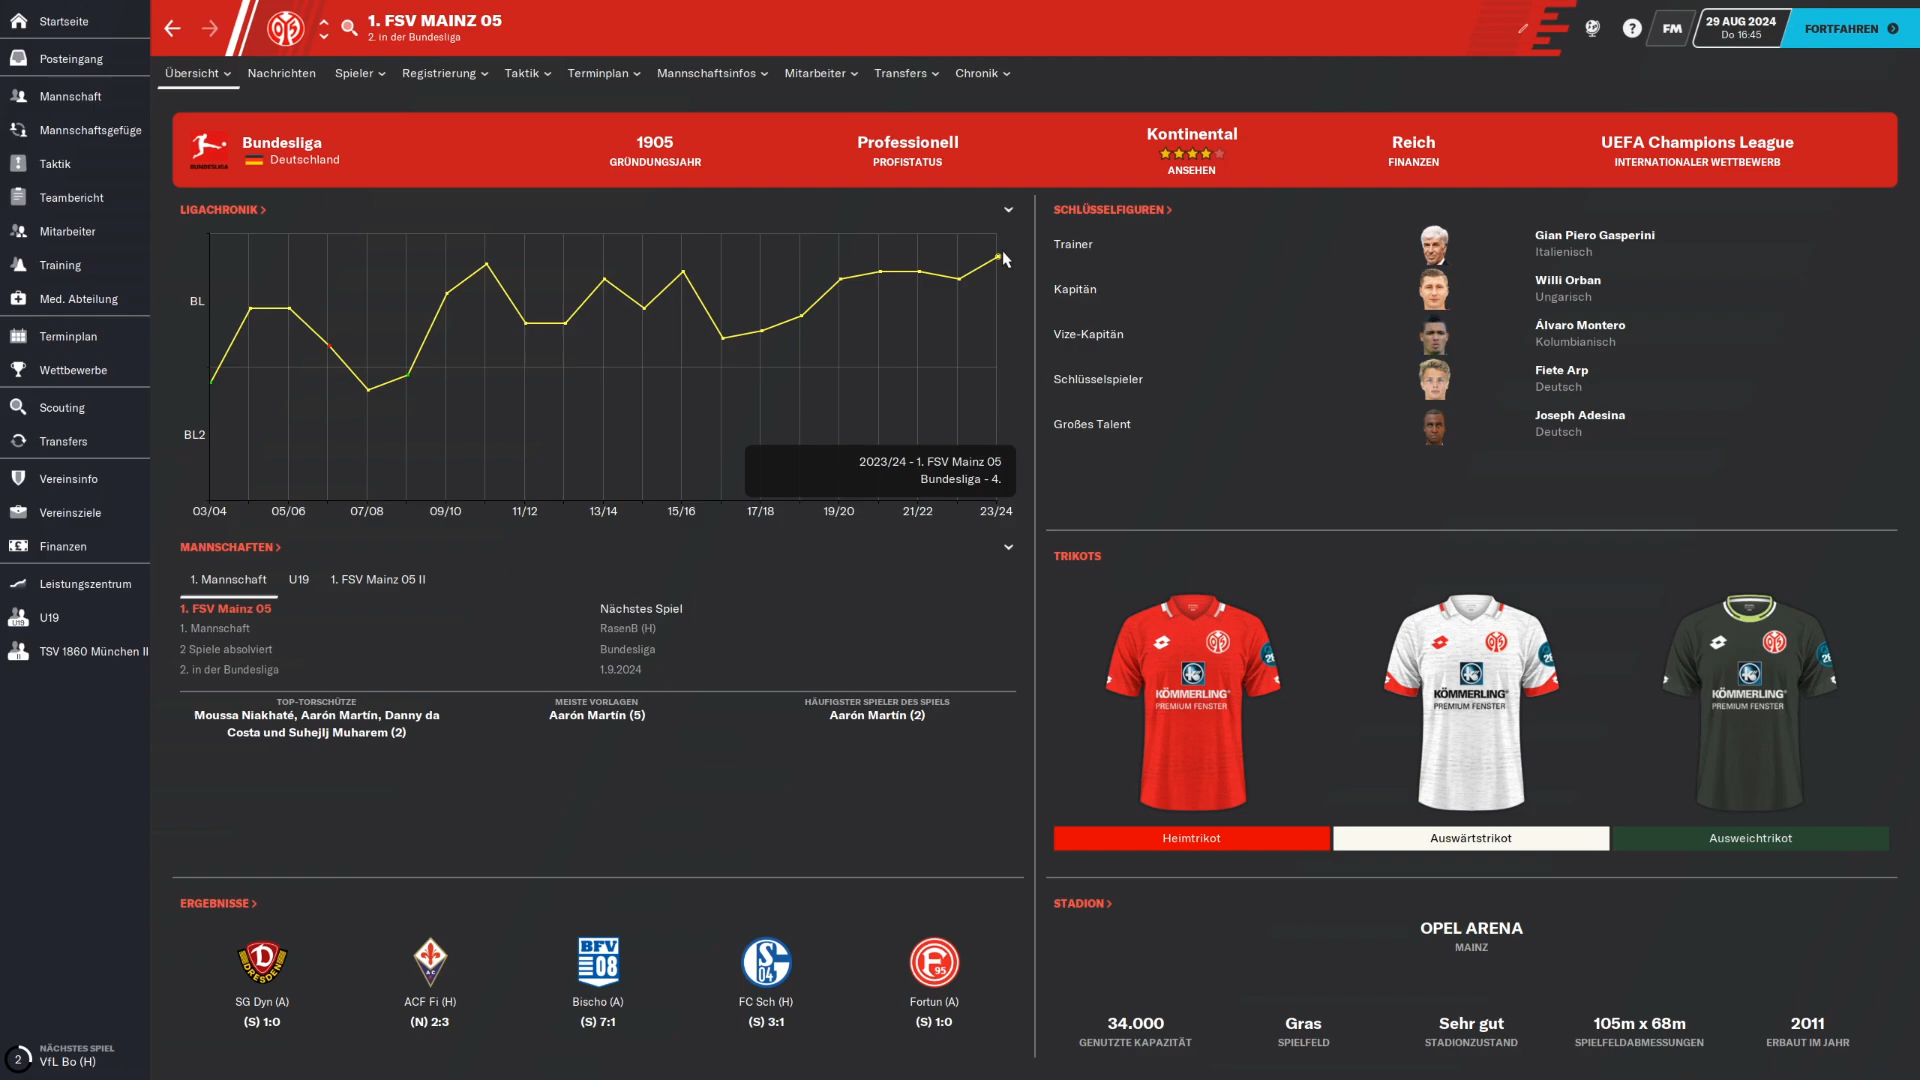 Startseite
Posteingang
Mannschaft
Mannschaftsgefüge
Taktik
Teambericht
Mitarbeiter
Training
Med. Abteilung
Terminplan
Wettbewerbe
Scouting
Transfers
Vereinsinfo
Vereinsziele
Finanzen
Leistungszentrum
U19
TSV 1860 München II
2
NÄCHSTES SPIEL
VfL Bo (H)
1. FSV MAINZ 05
2. in der Bundesliga
FM
29 AUG 2024
Do 16:45
FORTFAHREN
Übersicht Nachrichten Spieler Registrierung Taktik Terminplan Mannschaftsinfos Mitarbeiter Transfers Chronik
BUNDESLIGA
Bundesliga
Deutschland
1905
GRÜNDUNGSJAHR
Professionell
PROFISTATUS
Kontinental
ANSEHEN
Reich
FINANZEN
UEFA Champions League
INTERNATIONALER WETTBEWERB
LIGACHRONIK >
BL
BL2
2023/24 - 1. FSV Mainz 05
Bundesliga - 4.
03/04 05/06 07/08 09/10 11/12 13/14 15/16 17/18 19/20 21/22 23/24
MANNSCHAFTEN >
1. Mannschaft U19 1. FSV Mainz 05 II
1. FSV Mainz 05 Nächstes Spiel
1. Mannschaft RasenB (H)
2 Spiele absolviert Bundesliga
2. in der Bundesliga 1.9.2024
TOP-TORSCHÜTZE
Moussa Niakhaté, Aarón Martín, Danny da
Costa und Suhejlj Muharem (2)
MEISTE VORLAGEN
Aarón Martín (5)
HÄUFIGSTER SPIELER DES SPIELS
Aarón Martín (2)
ERGEBNISSE >
DRESDEN
AC
BFV
08
S
04
F
95
SG Dyn (A) ACF Fi (H) Bischo (A) FC Sch (H) Fortun (A)
(S) 1:0 (N) 2:3 (S) 7:1 (S) 3:1 (S) 1:0
SCHLÜSSELFIGUREN >
Trainer
Gian Piero Gasperini
Italienisch
Kapitän
Willi Orban
Ungarisch
Vize-Kapitän
Álvaro Montero
Kolumbianisch
Schlüsselspieler
Fiete Arp
Deutsch
Großes Talent
Joseph Adesina
Deutsch
TRIKOTS
KÖMMERLING
PREMIUM FENSTER
KÖMMERLING
PREMIUM FENSTER
KÖMMERLING
PREMIUM FENSTER
Heimtrikot Auswärtstrikot Ausweichtrikot
STADION >
OPEL ARENA
MAINZ
34.000
GENUTZTE KAPAZITÄT
Gras
SPIELFELD
Sehr gut
STADIONZUSTAND
105m x 68m
SPIELFELDABMESSUNGEN
2011
ERBAUT IM JAHR